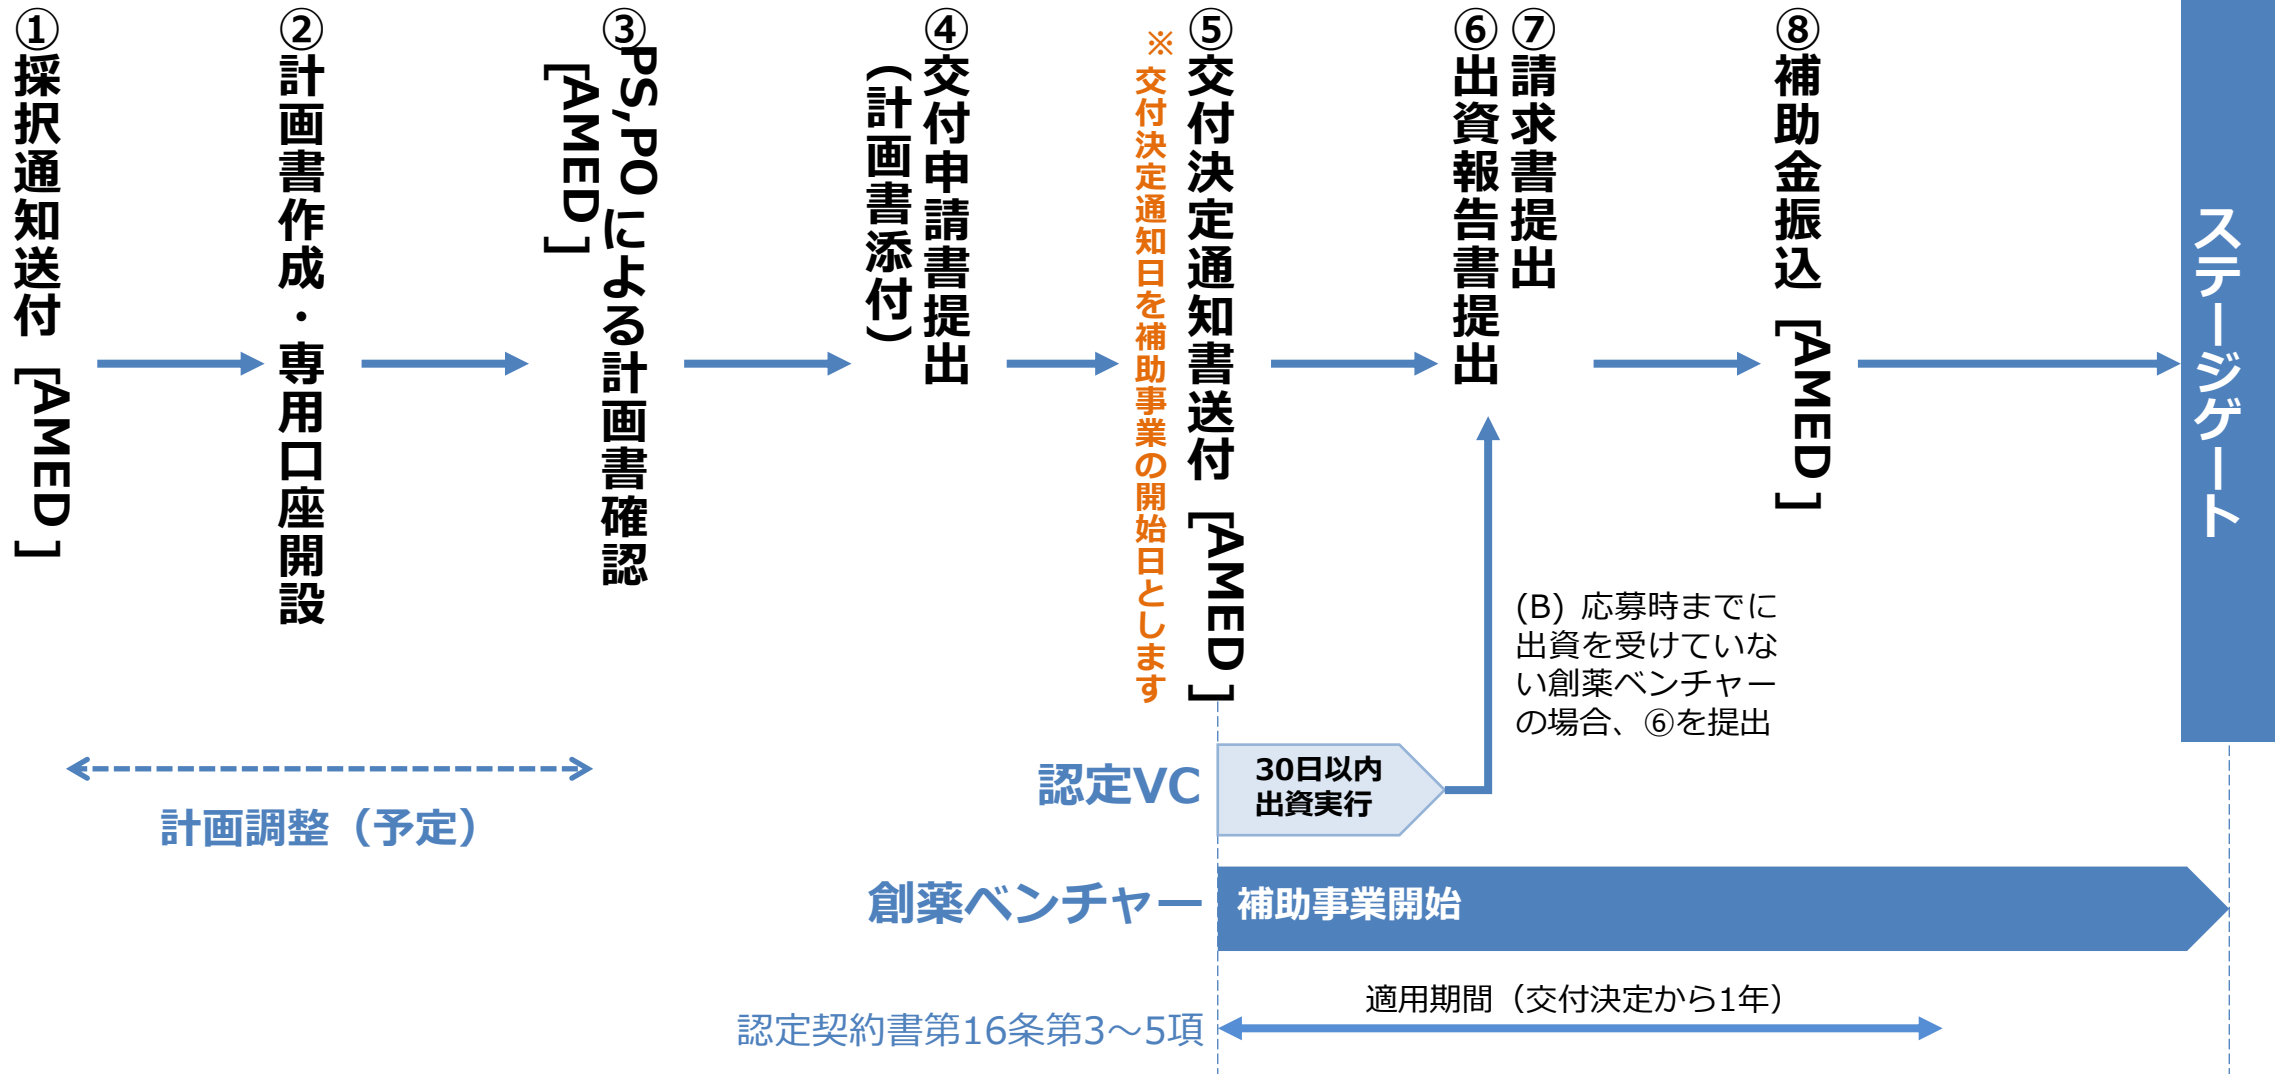 ①採択通知送付 [AMED]
②計画書作成・専用口座開設
③PS,POによる計画書確認
[AMED]
④交付申請書提出
（計画書添付）
⑤交付決定通知書送付 [AMED]
※交付決定通知日を補助事業の開始日とします
⑥出資報告書提出
⑦請求書提出
⑧補助金振込 [AMED]
ステージゲート
(B) 応募時までに
出資を受けていな
い創薬ベンチャー
の場合、⑥を提出
計画調整（予定）
認定VC
30日以内
出資実行
創薬ベンチャー
補助事業開始
適用期間（交付決定から1年）
認定契約書第16条第3～5項